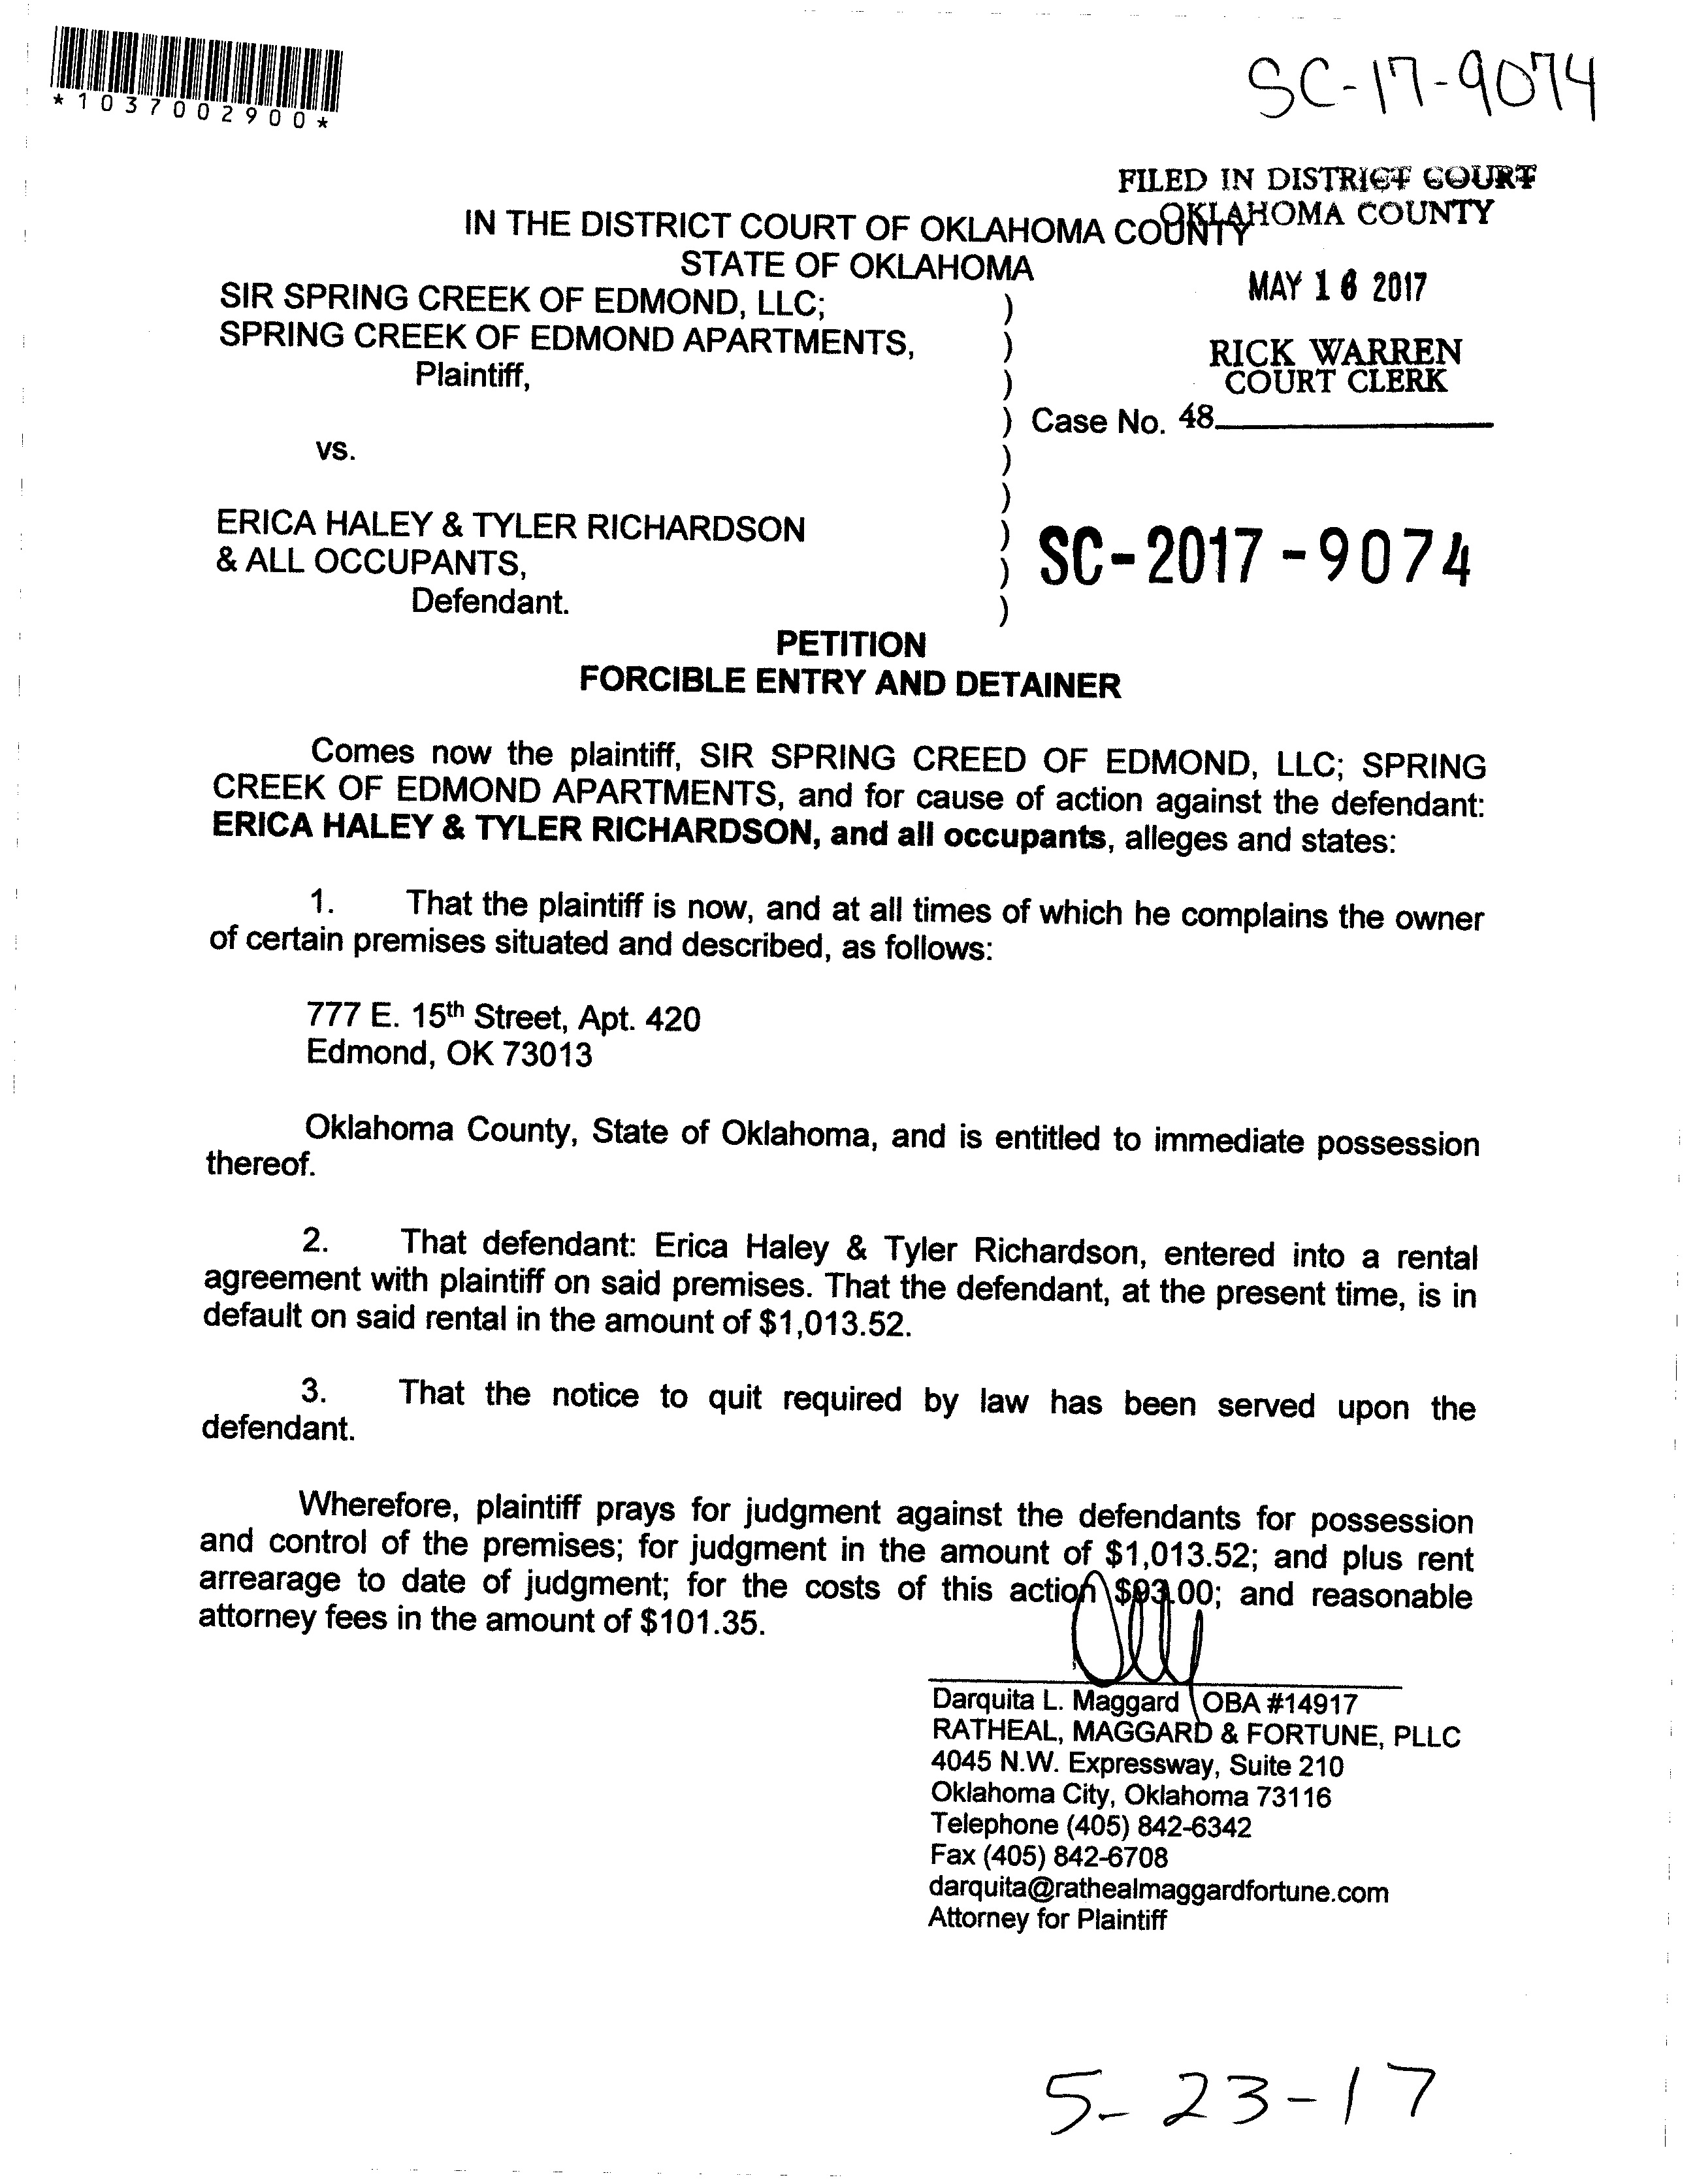 *1037002900*
SC-17-9074
FILED IN DISTRICT COURT
OKLAHOMA COUNTY
IN THE DISTRICT COURT OF OKLAHOMA COUNTY
STATE OF OKLAHOMA
MAY 16 2017
RICK WARREN
COURT CLERK
SIR SPRING CREEK OF EDMOND, LLC; )
SPRING CREEK OF EDMOND APARTMENTS, )
Plaintiff, )
) Case No. 48
vs. )
)
ERICA HALEY & TYLER RICHARDSON )
& ALL OCCUPANTS, ) SC-2017-9074
Defendant. )
PETITION
FORCIBLE ENTRY AND DETAINER
Comes now the plaintiff, SIR SPRING CREED OF EDMOND, LLC; SPRING
CREEK OF EDMOND APARTMENTS, and for cause of action against the defendant:
ERICA HALEY & TYLER RICHARDSON, and all occupants, alleges and states:
1. That the plaintiff is now, and at all times of which he complains the owner
of certain premises situated and described, as follows:
777 E. 15th Street, Apt. 420
Edmond, OK 73013
Oklahoma County, State of Oklahoma, and is entitled to immediate possession
thereof.
2. That defendant: Erica Haley & Tyler Richardson, entered into a rental
agreement with plaintiff on said premises. That the defendant, at the present time, is in
default on said rental in the amount of $1,013.52.
3. That the notice to quit required by law has been served upon the
defendant.
Wherefore, plaintiff prays for judgment against the defendants for possession
and control of the premises; for judgment in the amount of $1,013.52; and plus rent
arrearage to date of judgment; for the costs of this action $93.00; and reasonable
attorney fees in the amount of $101.35.
Darquita L. Maggard OBA #14917
RATHEAL, MAGGARD & FORTUNE, PLLC
4045 N.W. Expressway, Suite 210
Oklahoma City, Oklahoma 73116
Telephone (405) 842-6342
Fax (405) 842-6708
darquita@rathealmaggardfortune.com
Attorney for Plaintiff
5-23-17